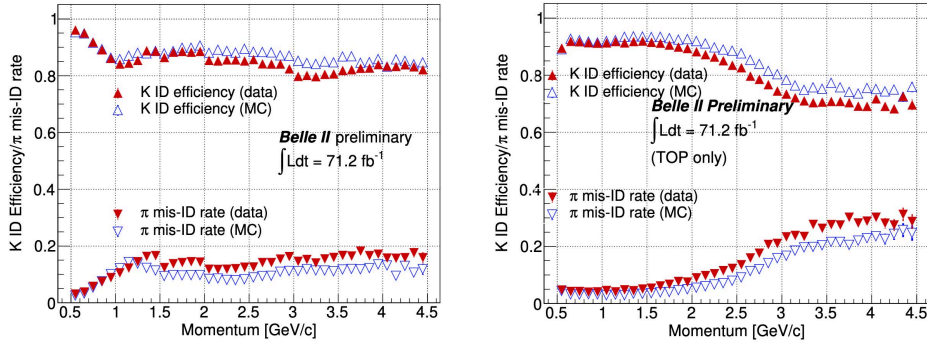 K ID Efficiency/π mis-ID rate
1
0.8
0.6
0.4
0.2
0
K ID efficiency (data)
K ID efficiency (MC)
Belle II preliminary
∫Ldt = 71.2 fb⁻¹
π mis-ID rate (data)
π mis-ID rate (MC)
0.5 1 1.5 2 2.5 3 3.5 4 4.5
Momentum [GeV/c]
K ID Efficiency/π mis-ID rate
1
0.8
0.6
0.4
0.2
0
K ID efficiency (data)
K ID efficiency (MC)
Belle II Preliminary
∫Ldt = 71.2 fb⁻¹
(TOP only)
π mis-ID rate (data)
π mis-ID rate (MC)
0.5 1 1.5 2 2.5 3 3.5 4 4.5
Momentum [GeV/c]